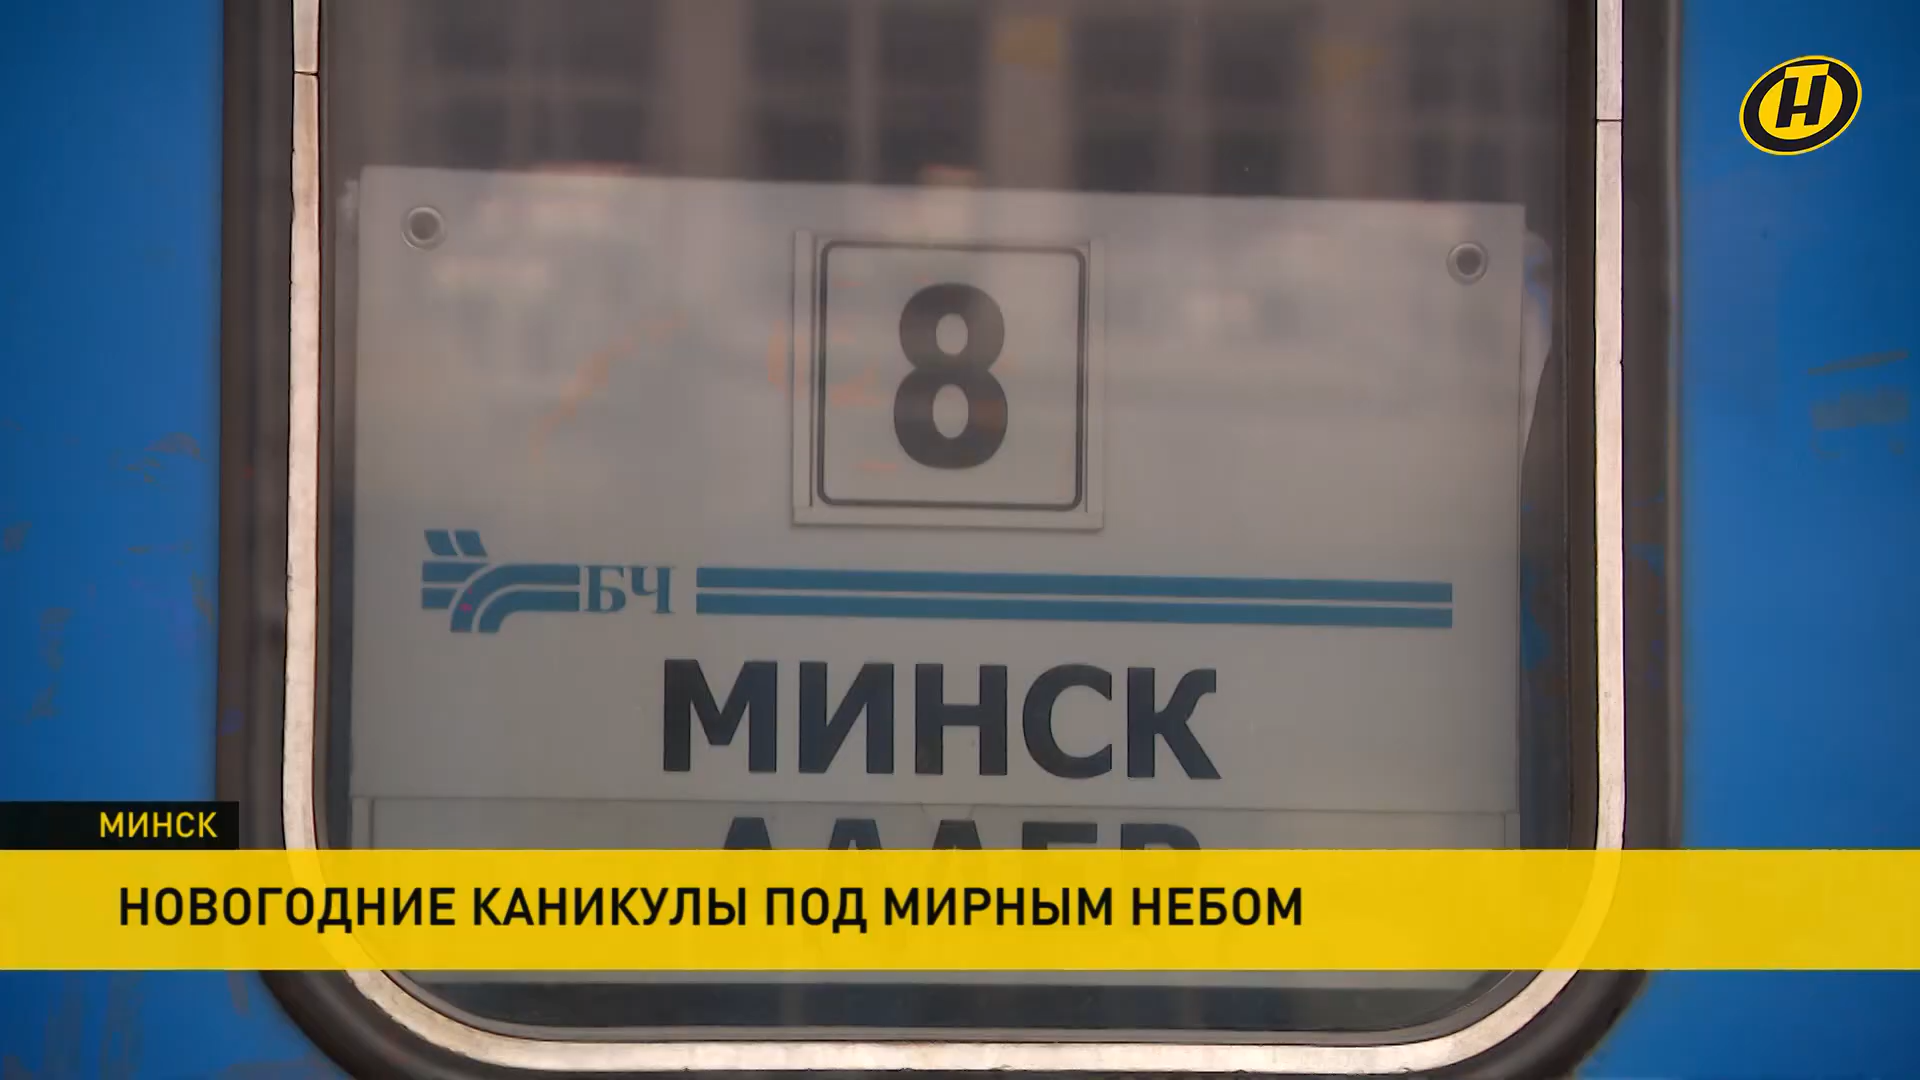 8
БЧ
МИНСК
МИНСК
НОВОГОДНИЕ КАНИКУЛЫ ПОД МИРНЫМ НЕБОМ